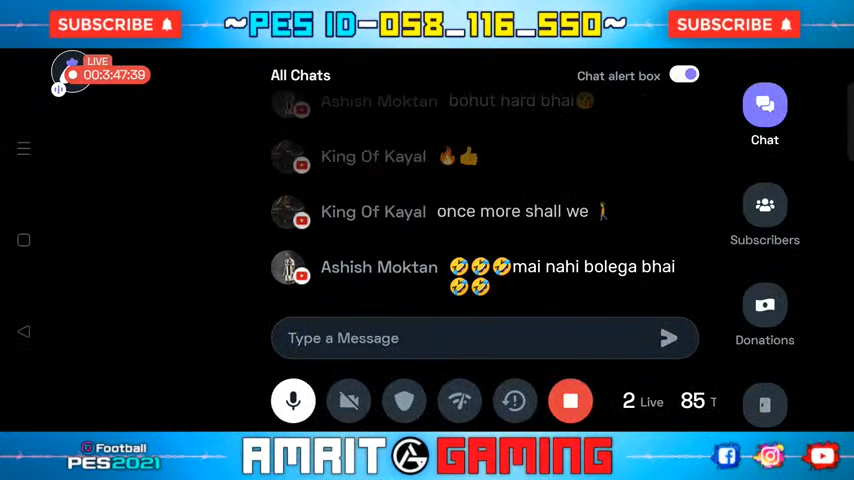 SUBSCRIBE
~PES ID-058_116_550~
SUBSCRIBE
LIVE
00:3:47:39
All Chats
Chat alert box
Ashish Moktan bohut hard bhai😘
King Of Kayal 🔥👍
Chat
King Of Kayal once more shall we 🚶
Subscribers
Ashish Moktan 🤣🤣🤣mai nahi bolega bhai
🤣🤣
Type a Message
Donations
2 Live 85 T
eFootball
PES2021
AMRIT G GAMING